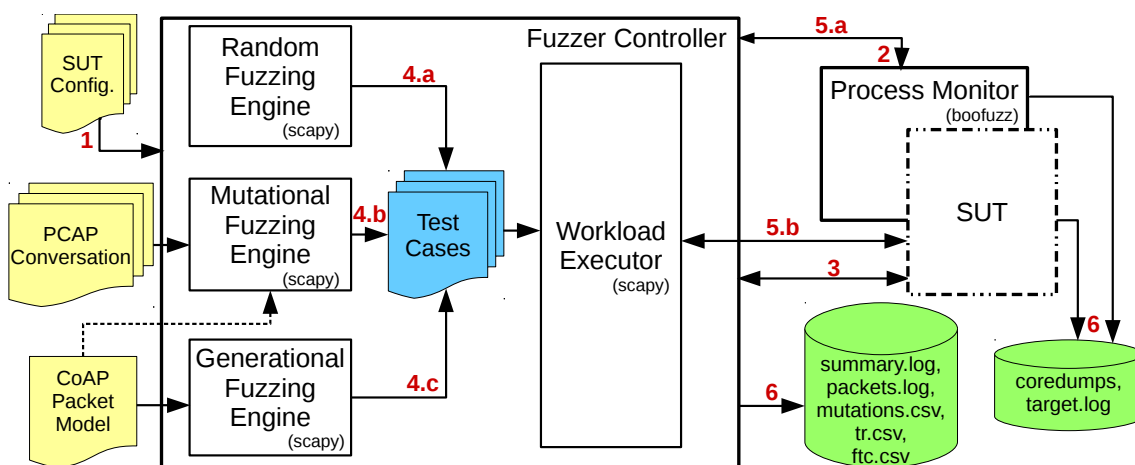 SUT
Config.
1
PCAP
Conversation
CoAP
Packet
Model
Random
Fuzzing
Engine
(scapy)
4.a
Mutational
Fuzzing
Engine
(scapy)
4.b
Generational
Fuzzing
Engine
(scapy)
4.c
Test
Cases
Fuzzer Controller
Workload
Executor
(scapy)
5.a
2
Process Monitor
(boofuzz)
SUT
5.b
3
6
summary.log,
packets.log,
mutations.csv,
tr.csv,
ftc.csv
6
coredumps,
target.log